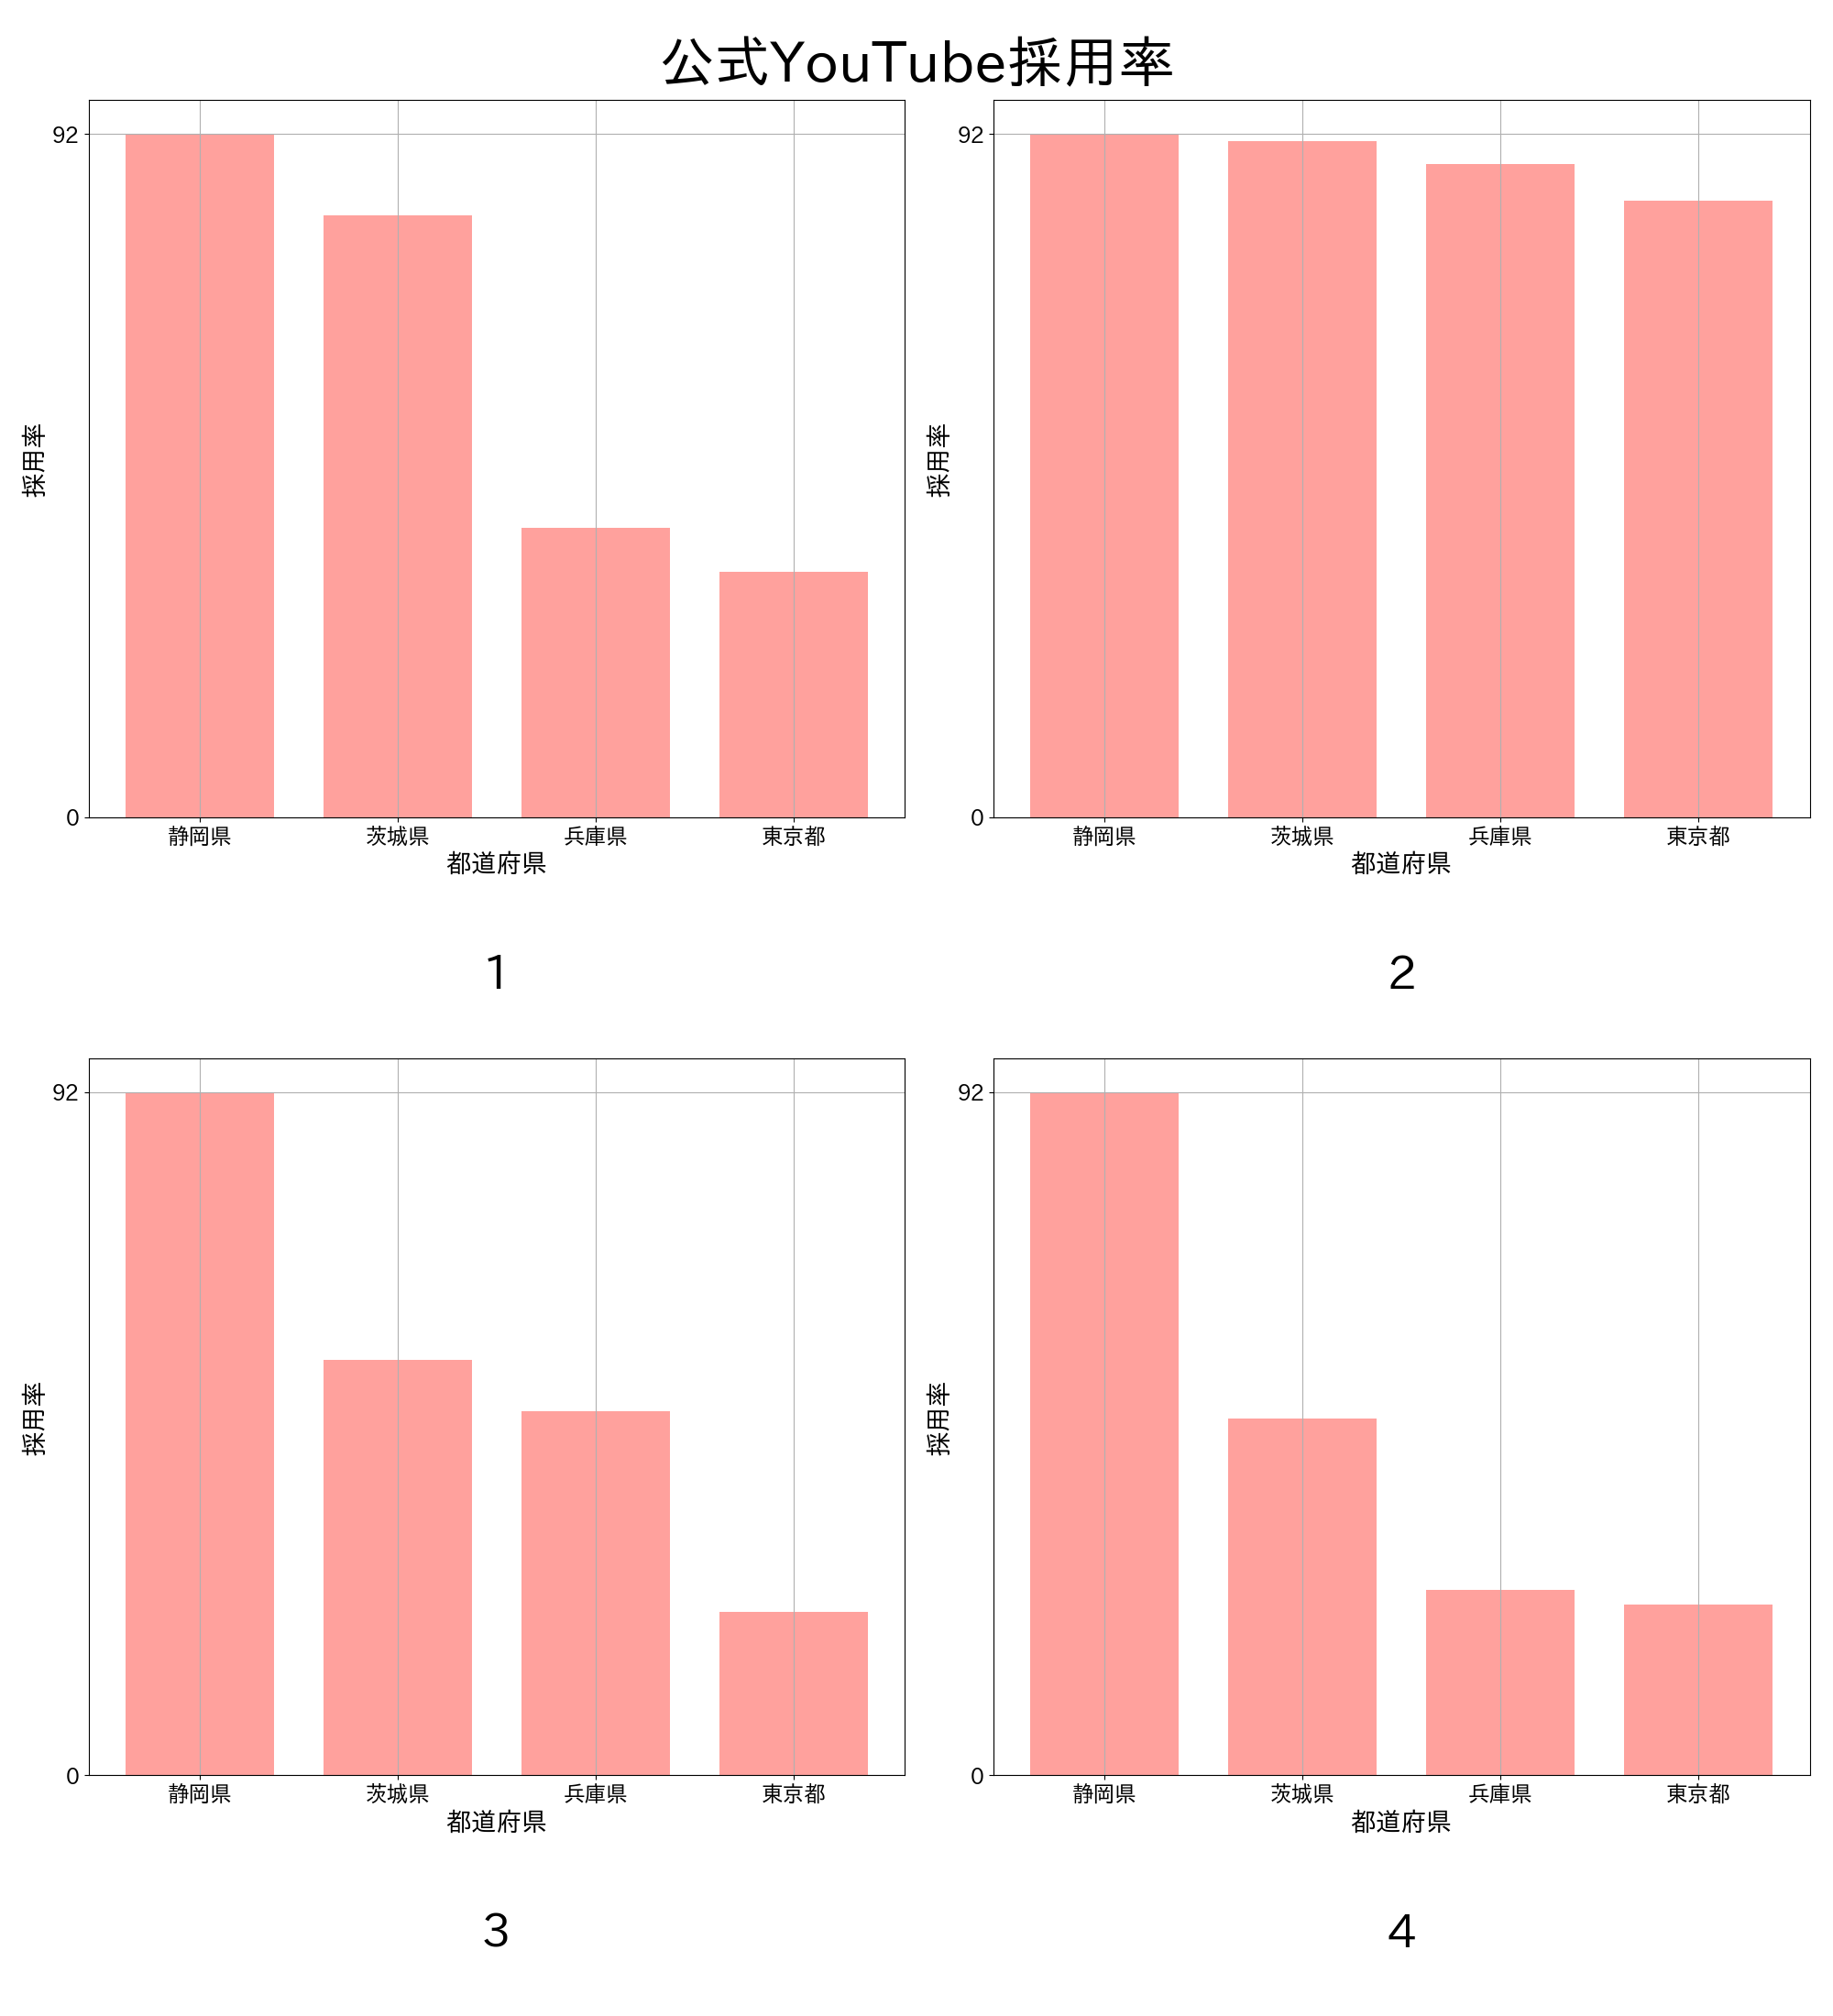 公式YouTube採用率
92
採用率
0
静岡県 茨城県 兵庫県 東京都
都道府県
1
92
採用率
0
静岡県 茨城県 兵庫県 東京都
都道府県
2
92
採用率
0
静岡県 茨城県 兵庫県 東京都
都道府県
3
92
採用率
0
静岡県 茨城県 兵庫県 東京都
都道府県
4